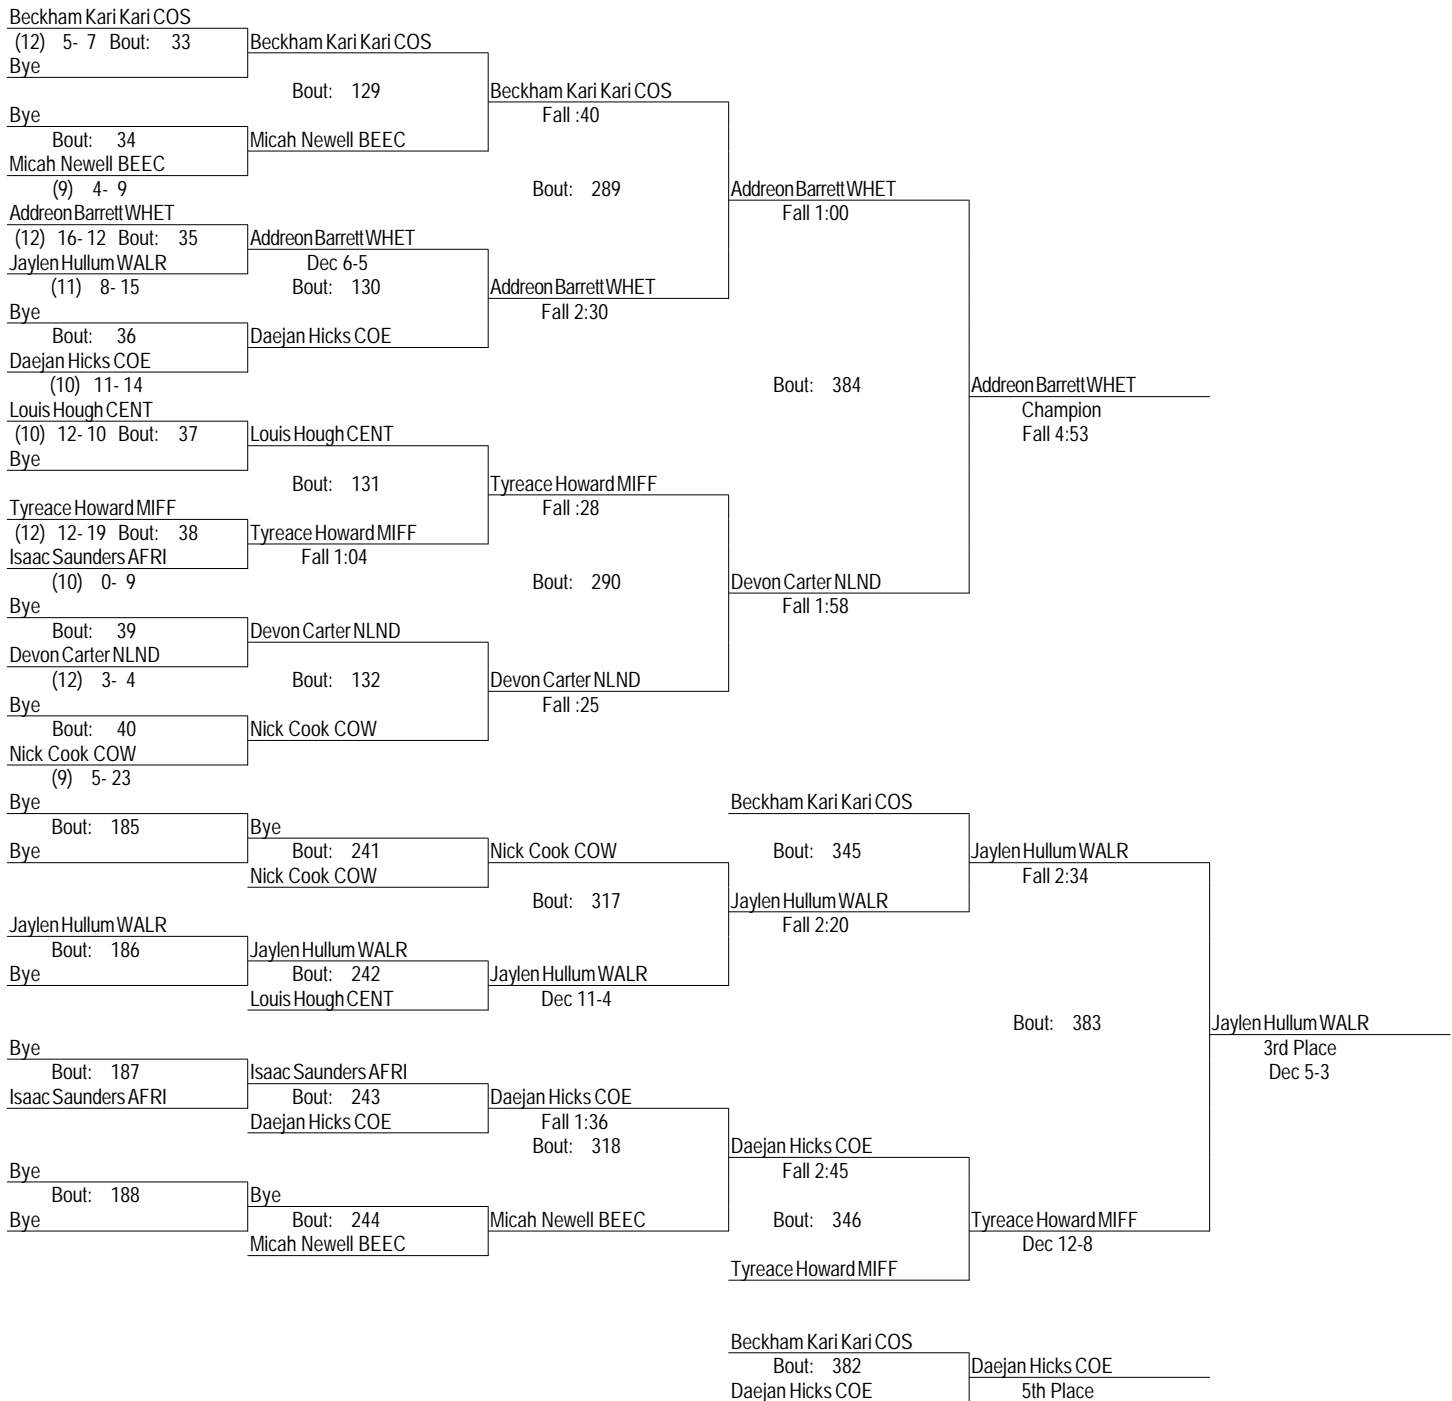 Beckham Kari Kari COS
(12) 5- 7 Bout: 33 Beckham Kari Kari COS
Bye
Bout: 129 Beckham Kari Kari COS
Bye Fall :40
Bout: 34 Micah Newell BEEC
Micah Newell BEEC
(9) 4- 9 Bout: 289 Addreon Barrett WHET
Addreon Barrett WHET Fall 1:00
(12) 16- 12 Bout: 35 Addreon Barrett WHET
Jaylen Hullum WALR Dec 6-5
(11) 8- 15 Bout: 130 Addreon Barrett WHET
Bye Fall 2:30
Bout: 36 Daejan Hicks COE
Daejan Hicks COE
(10) 11- 14 Bout: 384 Addreon Barrett WHET
Louis Hough CENT Champion
(10) 12- 10 Bout: 37 Louis Hough CENT Fall 4:53
Bye
Bout: 131 Tyreace Howard MIFF
Tyreace Howard MIFF Fall :28
(12) 12- 19 Bout: 38 Tyreace Howard MIFF
Isaac Saunders AFRI Fall 1:04
(10) 0- 9 Bout: 290 Devon Carter NLND
Bye Fall 1:58
Bout: 39 Devon Carter NLND
Devon Carter NLND
(12) 3- 4 Bout: 132 Devon Carter NLND
Bye Fall :25
Bout: 40 Nick Cook COW
Nick Cook COW
(9) 5- 23
Bye Beckham Kari Kari COS
Bout: 185 Bye
Bye Bout: 241 Nick Cook COW Bout: 345 Jaylen Hullum WALR
Nick Cook COW Fall 2:34
Bout: 317 Jaylen Hullum WALR
Jaylen Hullum WALR Fall 2:20
Bout: 186 Jaylen Hullum WALR
Bye Bout: 242 Jaylen Hullum WALR
Louis Hough CENT Dec 11-4
Bout: 383 Jaylen Hullum WALR
Bye 3rd Place
Bout: 187 Isaac Saunders AFRI Dec 5-3
Isaac Saunders AFRI Bout: 243 Daejan Hicks COE
Daejan Hicks COE Fall 1:36
Bout: 318 Daejan Hicks COE
Bye Fall 2:45
Bout: 188 Bye
Bye Bout: 244 Micah Newell BEEC Bout: 346 Tyreace Howard MIFF
Micah Newell BEEC Dec 12-8
Tyreace Howard MIFF
Beckham Kari Kari COS
Bout: 382 Daejan Hicks COE
Daejan Hicks COE 5th Place